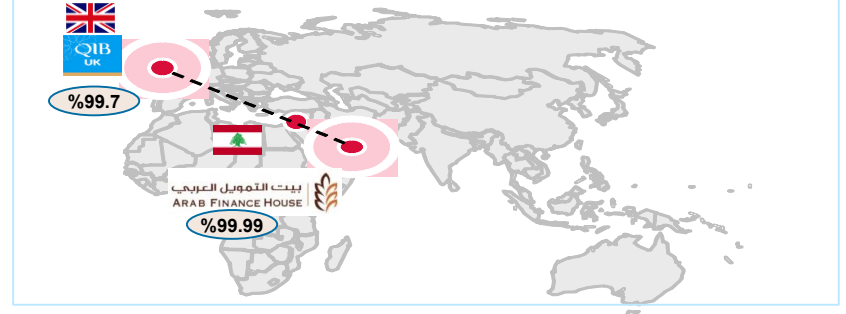 QIB
UK
%99.7
بيت التمويل العربي
ARAB FINANCE HOUSE
%99.99